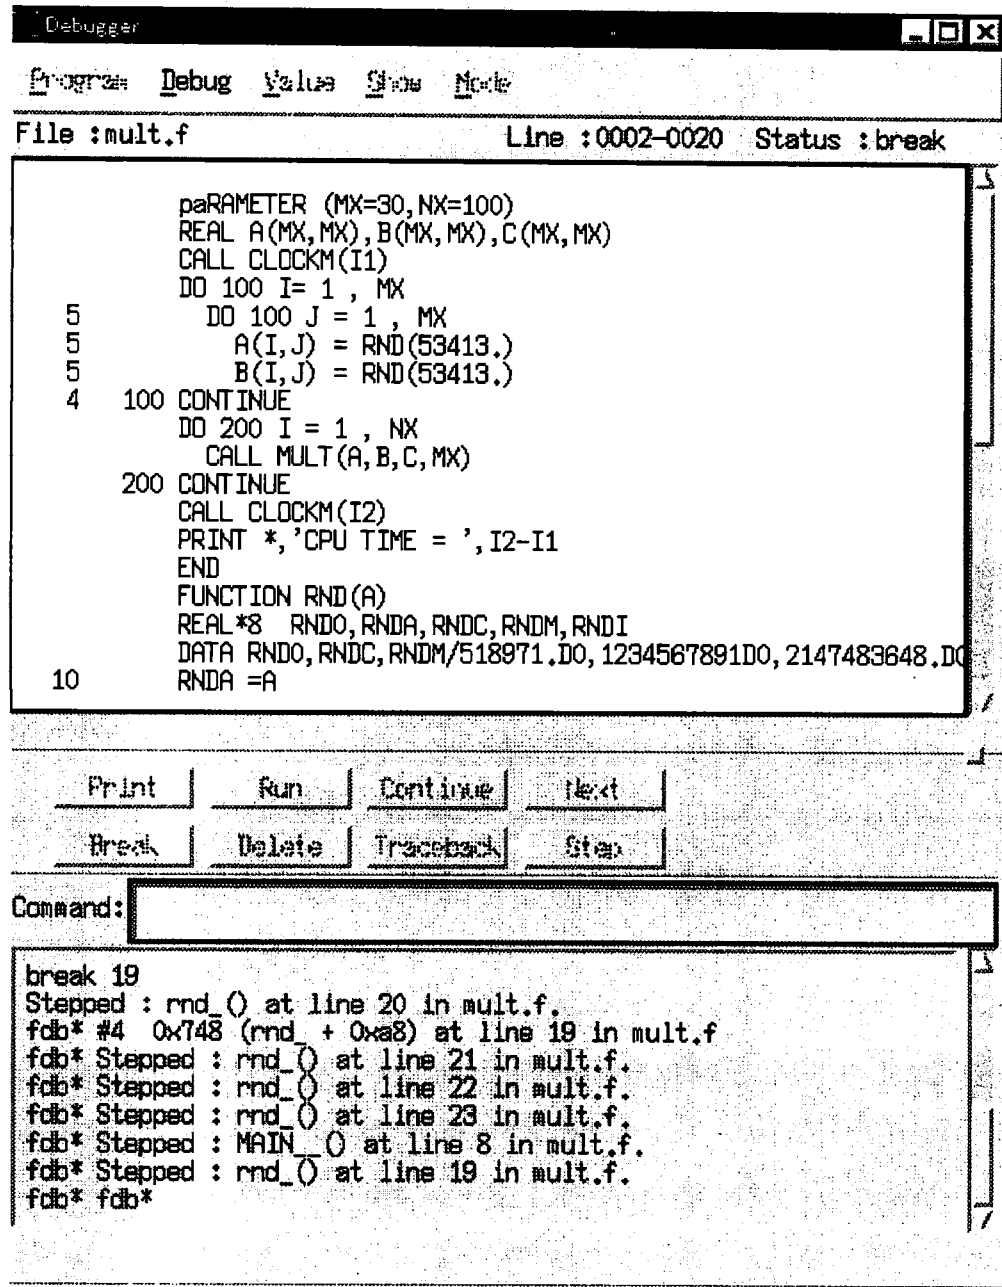 Debugger
Program Debug Value Show Mode
File :mult.f Line :0002-0020 Status :break
paRAMETER (MX=30,NX=100)
REAL A(MX,MX),B(MX,MX),C(MX,MX)
CALL CLOCKM(I1)
DO 100 I= 1 , MX
5 DO 100 J = 1 , MX
5 A(I,J) = RND(53413.)
5 B(I,J) = RND(53413.)
4 100 CONTINUE
DO 200 I = 1 , NX
CALL MULT(A,B,C,MX)
200 CONTINUE
CALL CLOCKM(I2)
PRINT *,'CPU TIME = ',I2-I1
END
FUNCTION RND(A)
REAL*8 RNDO,RNDA,RNDC,RNDM,RNDI
DATA RNDO,RNDC,RNDM/518971.DO,1234567891DO,2147483648.DO
10 RNDA =A
Print Run Continue Next
Break Delete Traceback Step
Command:
break 19
Stepped : rnd_() at line 20 in mult.f.
fdb* #4 0x748 (rnd_ + 0xa8) at line 19 in mult.f
fdb* Stepped : rnd_() at line 21 in mult.f.
fdb* Stepped : rnd_() at line 22 in mult.f.
fdb* Stepped : rnd_() at line 23 in mult.f.
fdb* Stepped : MAIN__() at line 8 in mult.f.
fdb* Stepped : rnd_() at line 19 in mult.f.
fdb* fdb*